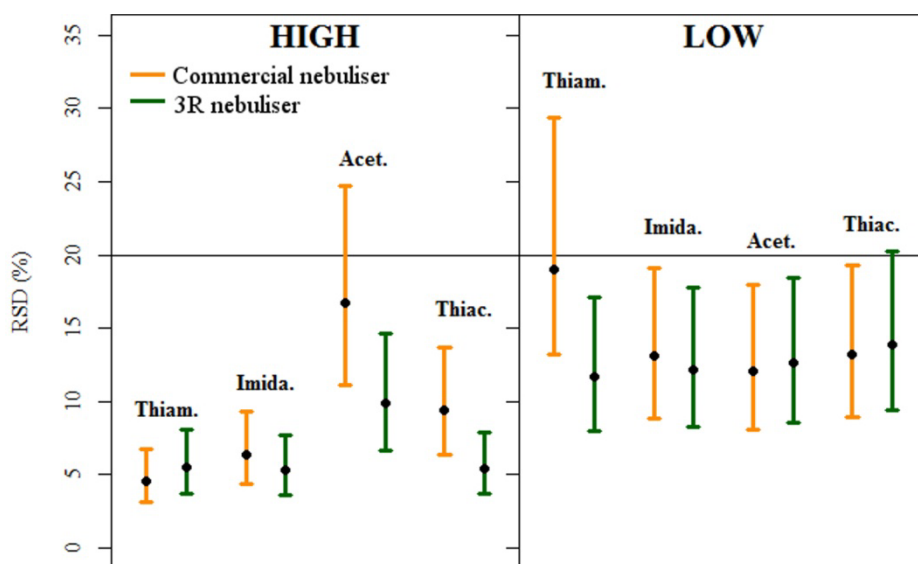 HIGH
LOW
Commercial nebuliser
3R nebuliser
Thiam.
Imida.
Acet.
Thiac.
Thiam.
Imida.
Acet.
Thiac.
RSD (%)
35
30
25
20
15
10
5
0